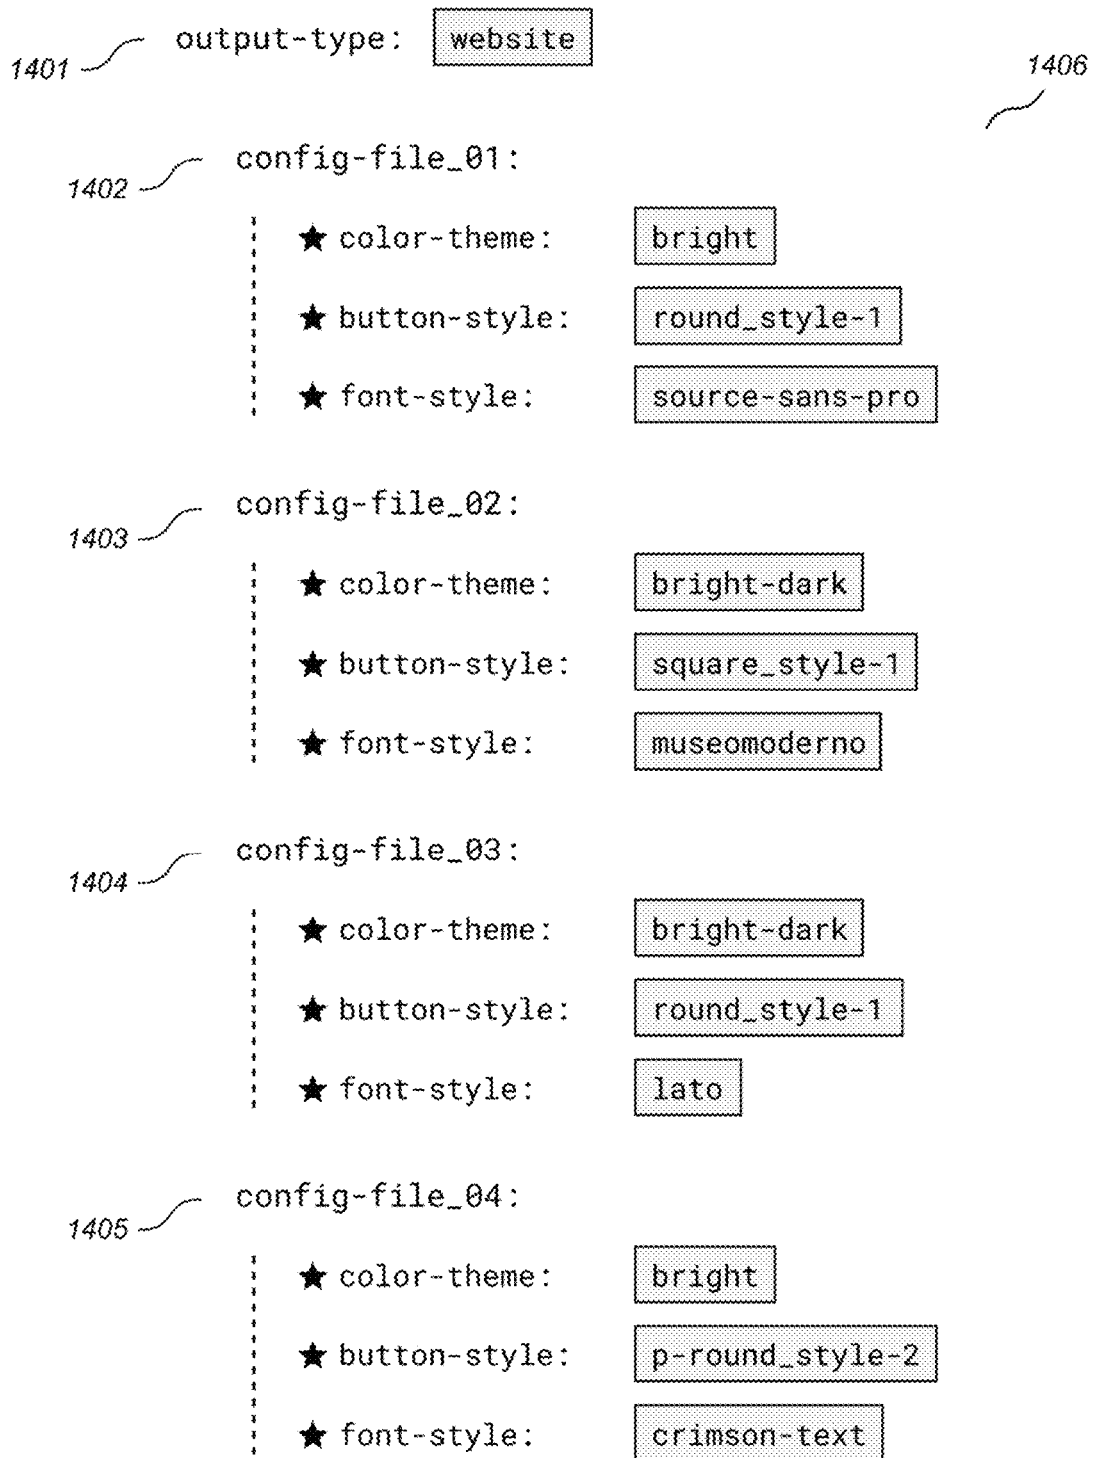 output-type: website
1401
1406
config-file_01:
1402
★ color-theme: bright
★ button-style: round_style-1
★ font-style: source-sans-pro
config-file_02:
1403
★ color-theme: bright-dark
★ button-style: square_style-1
★ font-style: museomoderno
config-file_03:
1404
★ color-theme: bright-dark
★ button-style: round_style-1
★ font-style: lato
config-file_04:
1405
★ color-theme: bright
★ button-style: p-round_style-2
★ font-style: crimson-text